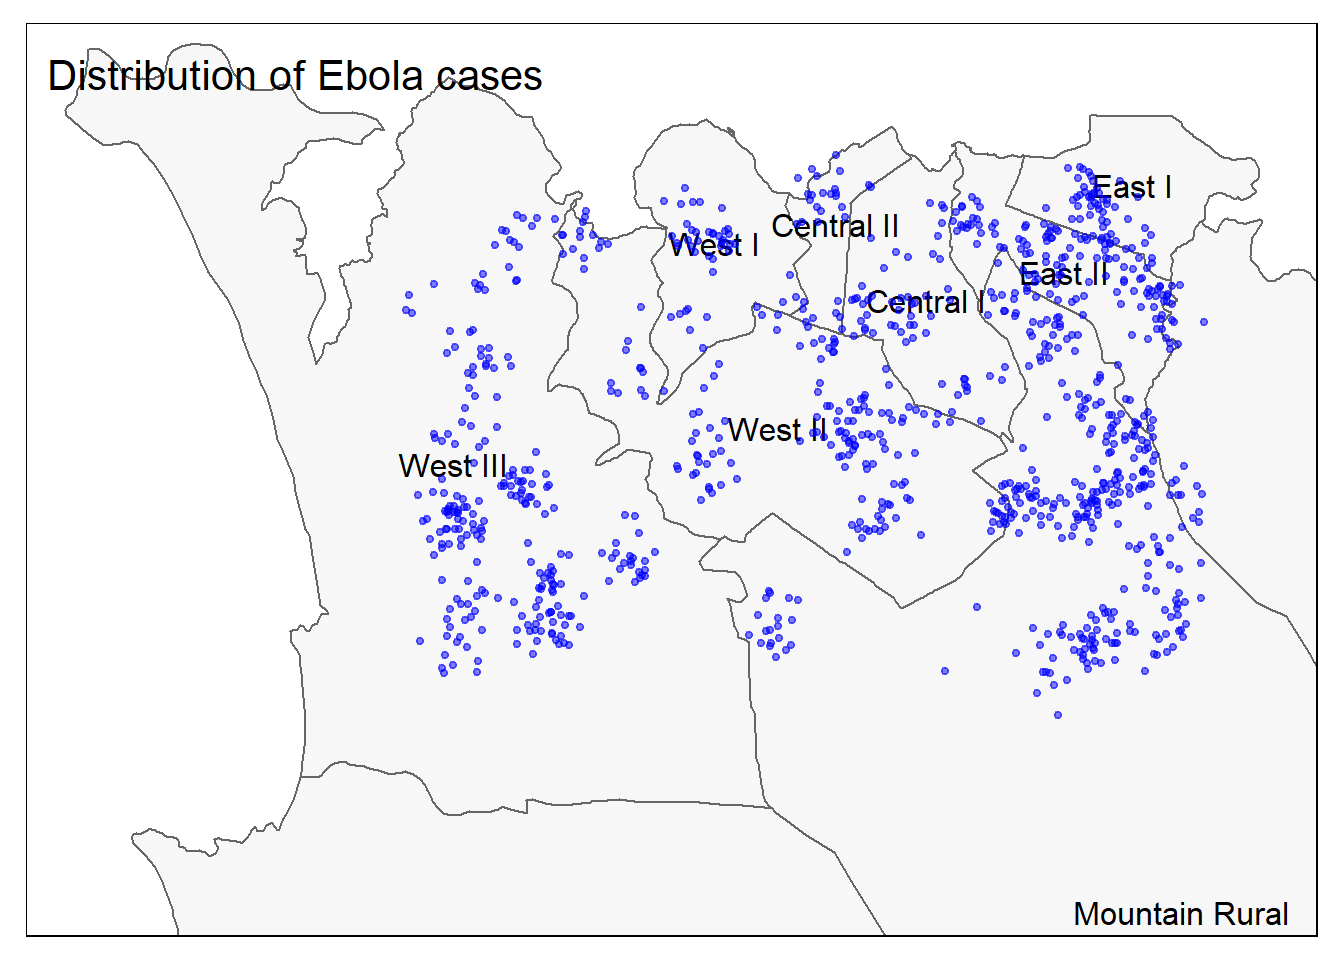 Distribution of Ebola cases
East I
Central II
West I
East II
Central I
West II
West III
Mountain Rural